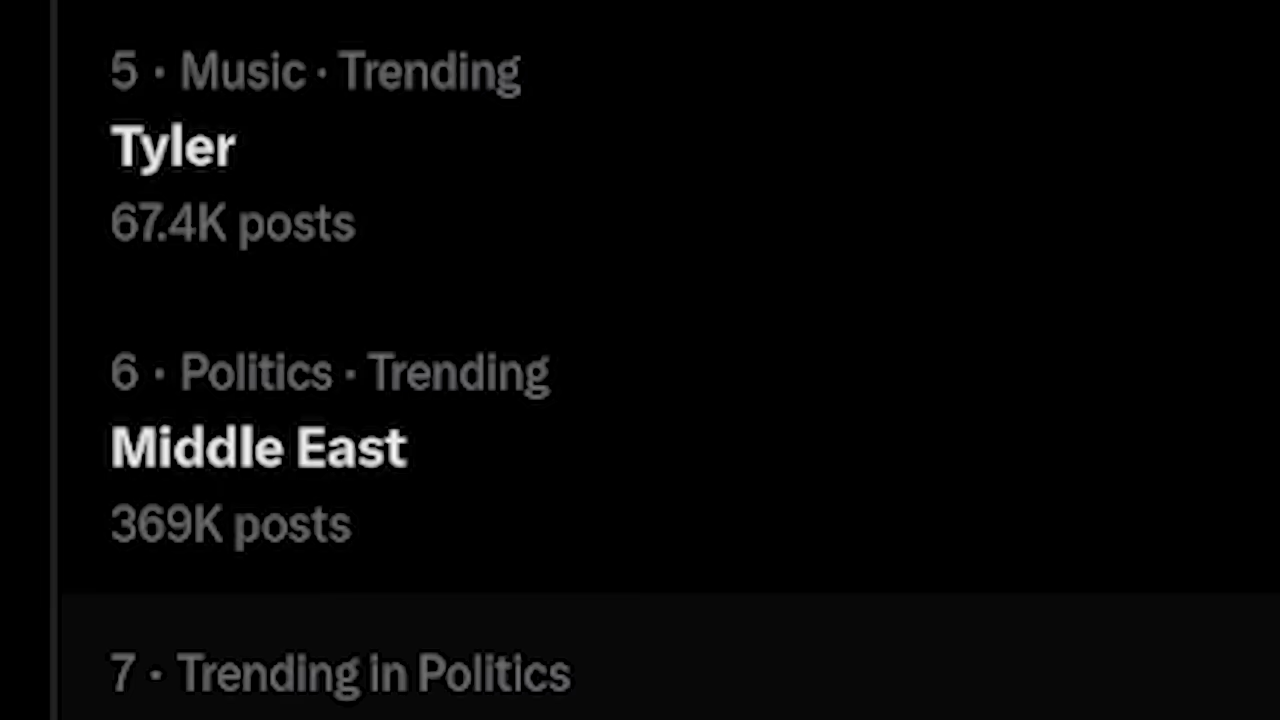 5 · Music · Trending
Tyler
67.4K posts
6 · Politics · Trending
Middle East
369K posts
7 · Trending in Politics